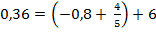 0,36 = (−0,8 + 4/5) + 6